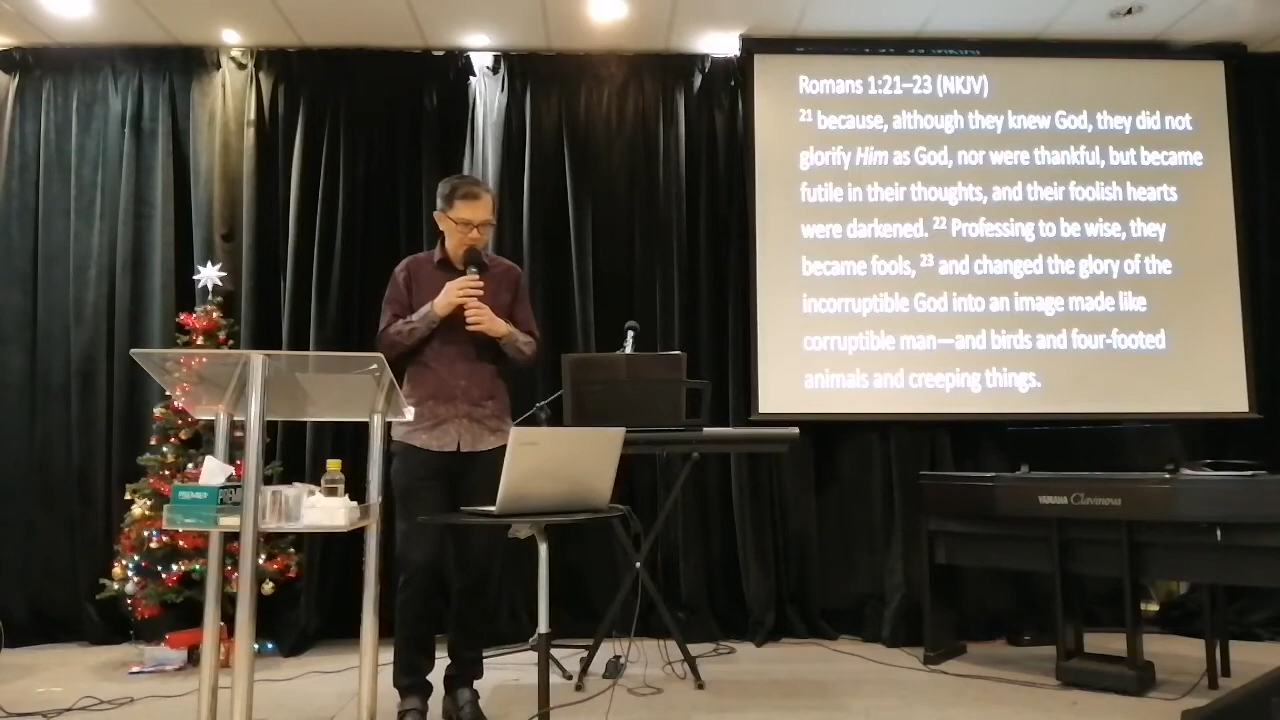 Romans 1:21–23 (NKJV)
21 because, although they knew God, they did not
glorify Him as God, nor were thankful, but became
futile in their thoughts, and their foolish hearts
were darkened. 22 Professing to be wise, they
became fools, 23 and changed the glory of the
incorruptible God into an image made like
corruptible man—and birds and four-footed
animals and creeping things.
YAMAHA Clavinova
PREMIER